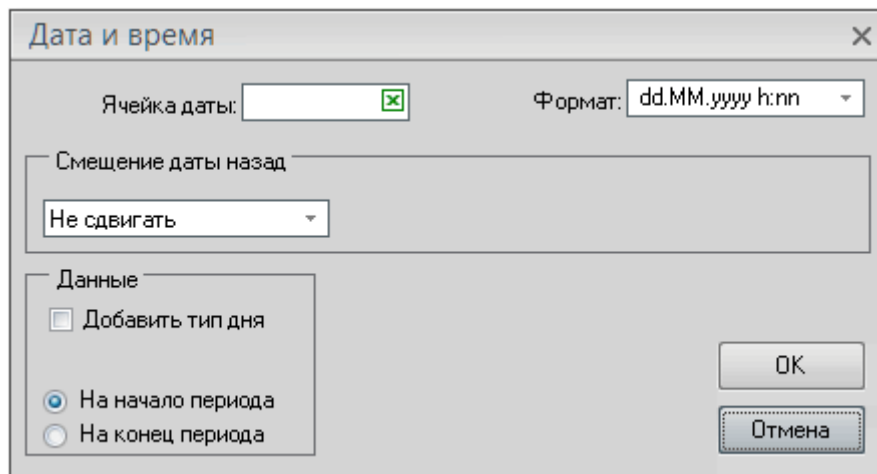 Дата и время
Ячейка даты:
Формат: dd.MM.yyyy h:nn
Смещение даты назад
Не сдвигать
Данные
Добавить тип дня
На начало периода
На конец периода
OK
Отмена